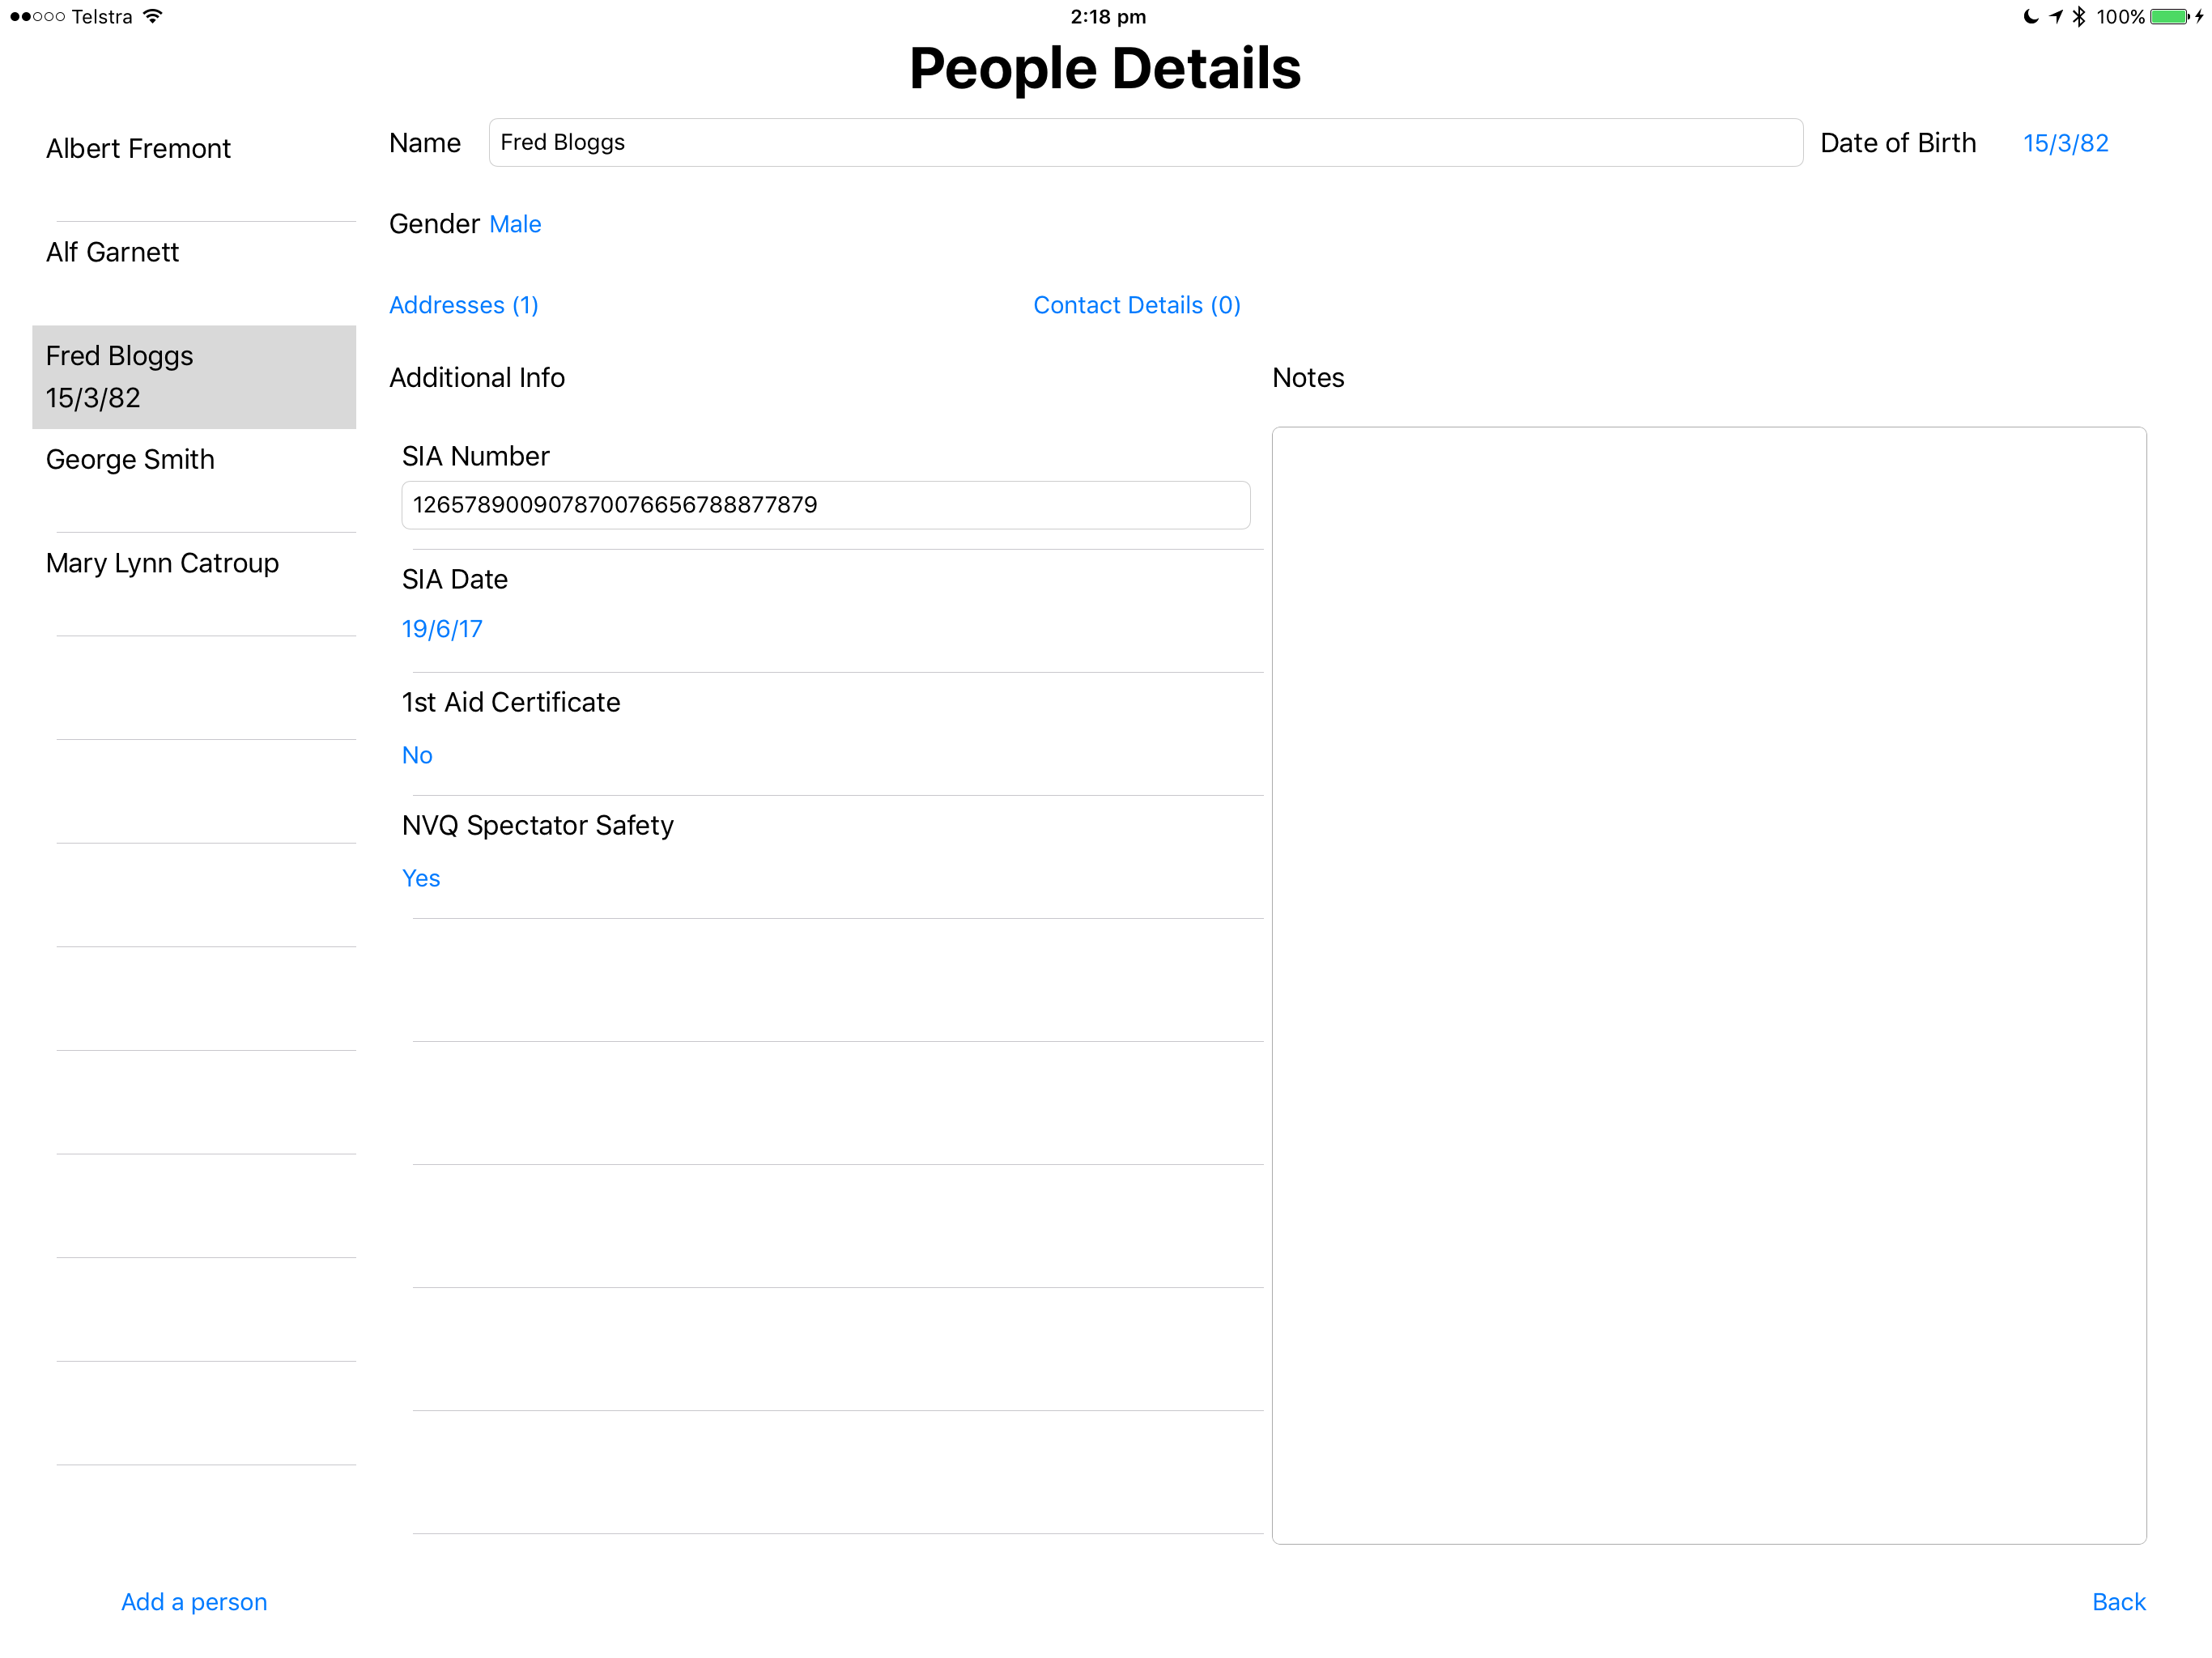 Telstra 2:18 pm 100%
People Details
Albert Fremont
Alf Garnett
Fred Bloggs
15/3/82
George Smith
Mary Lynn Catroup
Name Fred Bloggs Date of Birth 15/3/82
Gender Male
Addresses (1) Contact Details (0)
Additional Info
SIA Number
126578900907870076656788877879
SIA Date
19/6/17
1st Aid Certificate
No
NVQ Spectator Safety
Yes
Notes
Add a person Back